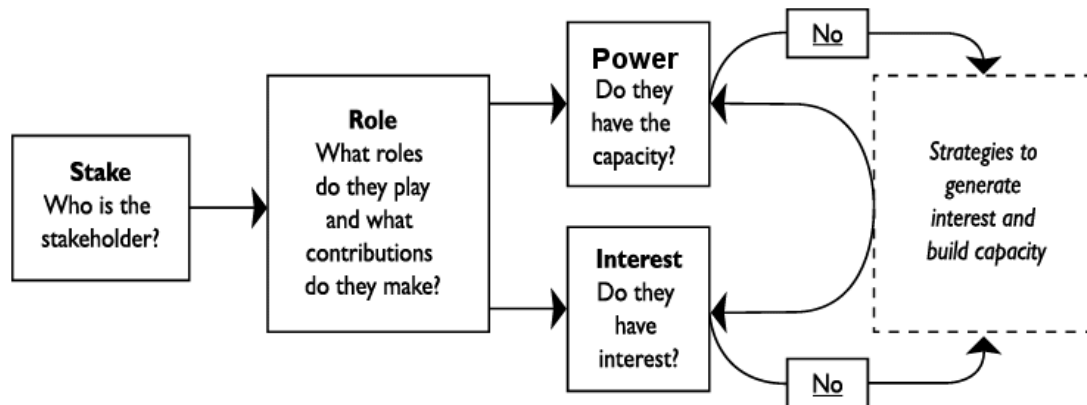 Stake
Who is the
stakeholder?
Role
What roles
do they play
and what
contributions
do they make?
Power
Do they
have the
capacity?
Interest
Do they
have
interest?
No
No
Strategies to
generate
interest and
build capacity